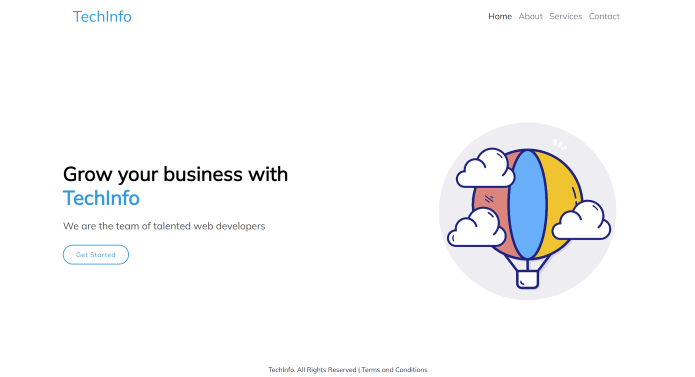 TechInfo
Home About Services Contact
Grow your business with
TechInfo
We are the team of talented web developers
Get Started
TechInfo. All Rights Reserved | Terms and Conditions